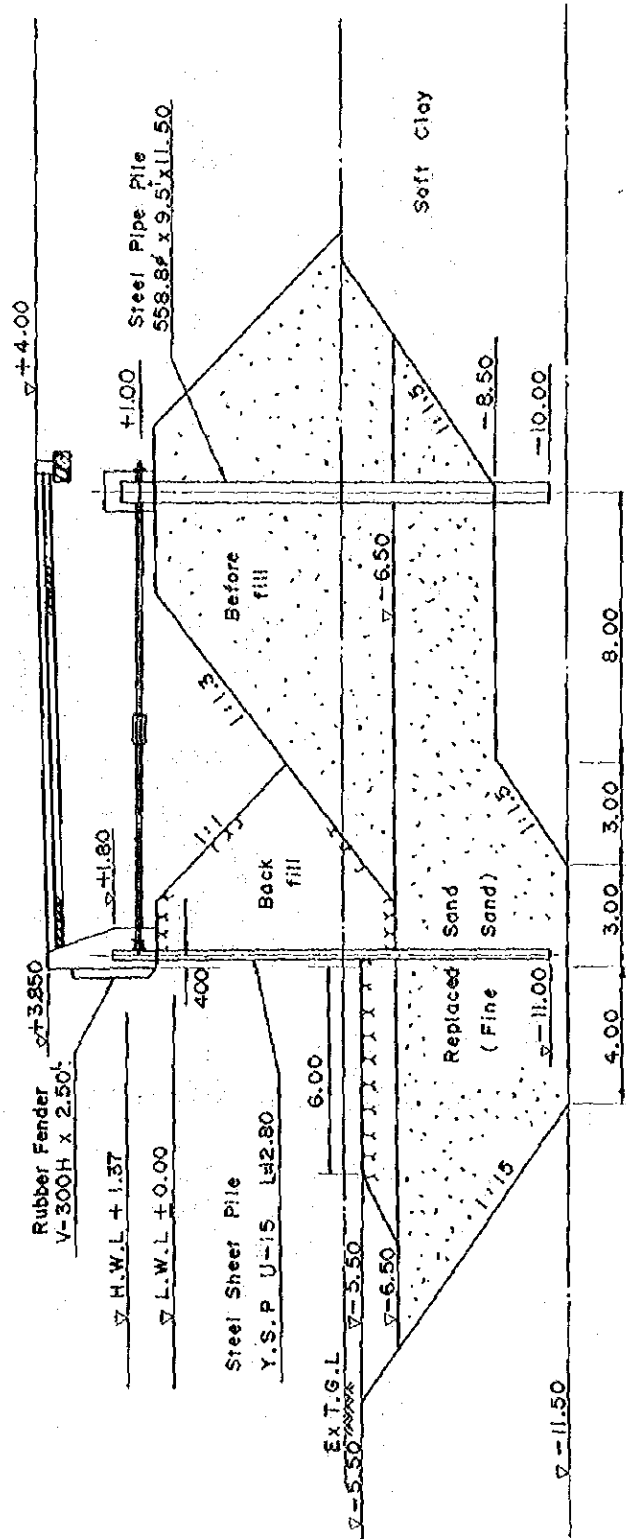 ▽ +4.00
Rubber Fender
V-300H x 2.50ᴸ
▽+3.850
▽+1.80
+1.00
Steel Pipe Pile
558.8ᶲ x 9.5ᵗ x 11.50
▽ H.W.L + 1.37
▽ L.W.L ± 0.00
400
1:1
1:1.3
Before
fill
Back
fill
Steel Sheet Pile
Y.S.P U-15 L=12.80
6.00
Ex T.G.L
▽-5.50
▽-5.50
▽-6.50
▽-6.50
Soft Clay
1:1.5
-8.50
-10.00
Replaced Sand
(Fine Sand)
▽-11.00
1:1.5
1:15
4.00
3.00
3.00
8.00
▽-11.50